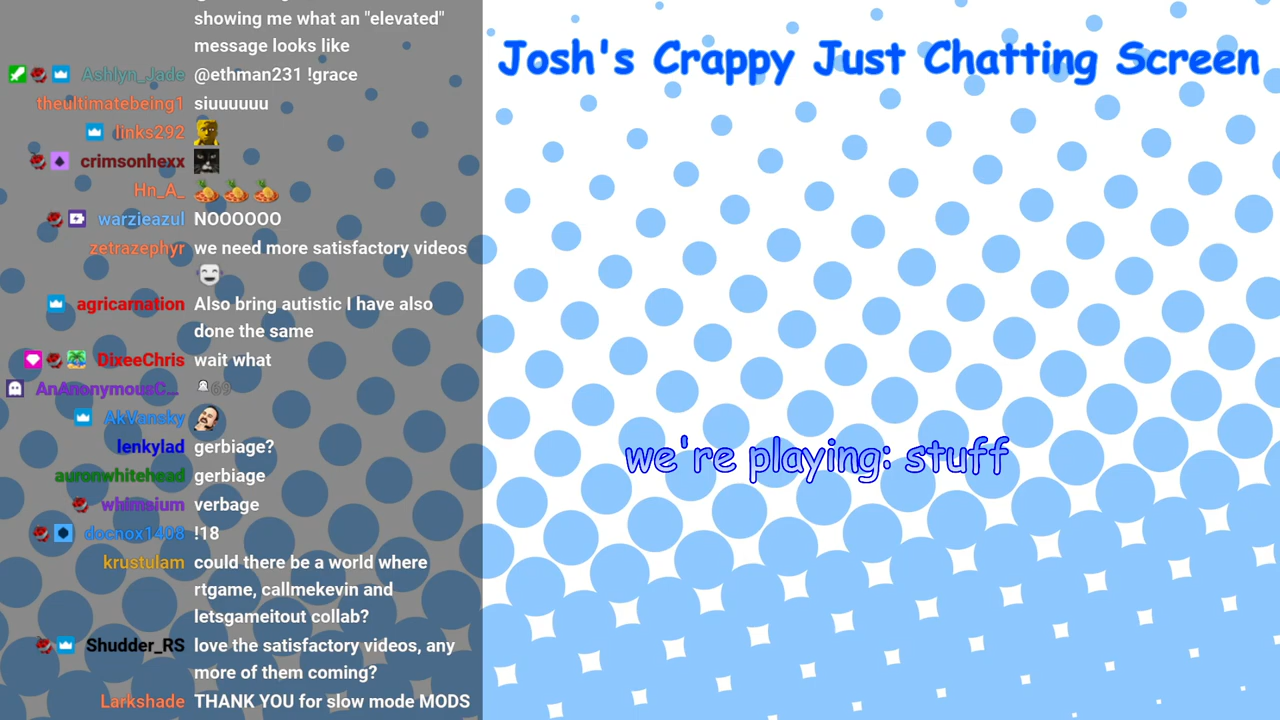 showing me what an "elevated"
message looks like
Ashlyn_Jade @ethman231 !grace
theultimatebeing1 siuuuuuu
links292
crimsonhexx
Hn_A_
warzieazul NOOOOOO
zetrazephyr we need more satisfactory videos
agricarnation Also bring autistic I have also
done the same
DixeeChris wait what
AnAnonymousC... 69
AkVansky
lenkylad gerbiage?
auronwhitehead gerbiage
whimsium verbage
docnox1408 !18
krustulam could there be a world where
rtgame, callmekevin and
letsgameitout collab?
Shudder_RS love the satisfactory videos, any
more of them coming?
Larkshade THANK YOU for slow mode MODS
Josh's Crappy Just Chatting Screen
we're playing: stuff